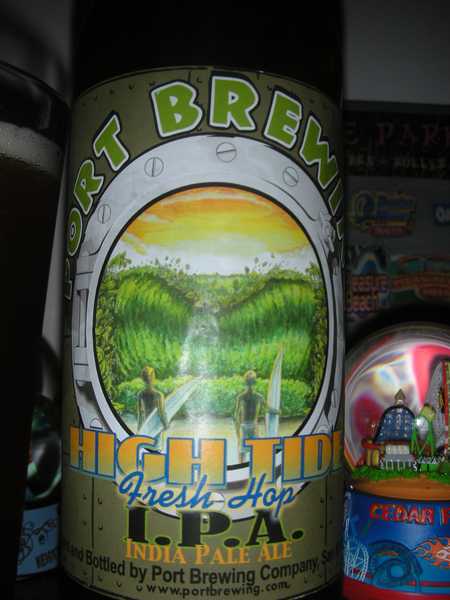 PORT BREWI
HIGH TIDE
Fresh Hop
I.P.A.
INDIA PALE ALE
and Bottled by Port Brewing Company, San
www.portbrewing.com
E PAR
CEDAR